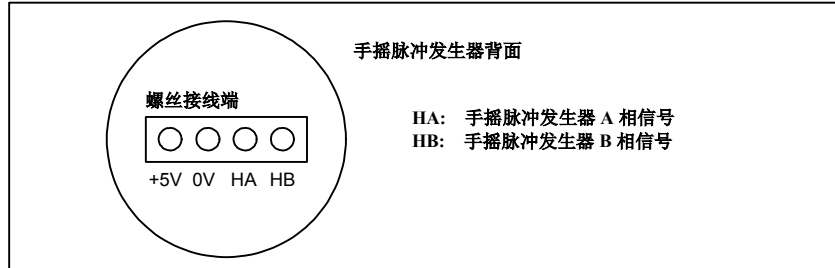 手摇脉冲发生器背面
螺丝接线端
+5V 0V HA HB
HA: 手摇脉冲发生器 A 相信号
HB: 手摇脉冲发生器 B 相信号